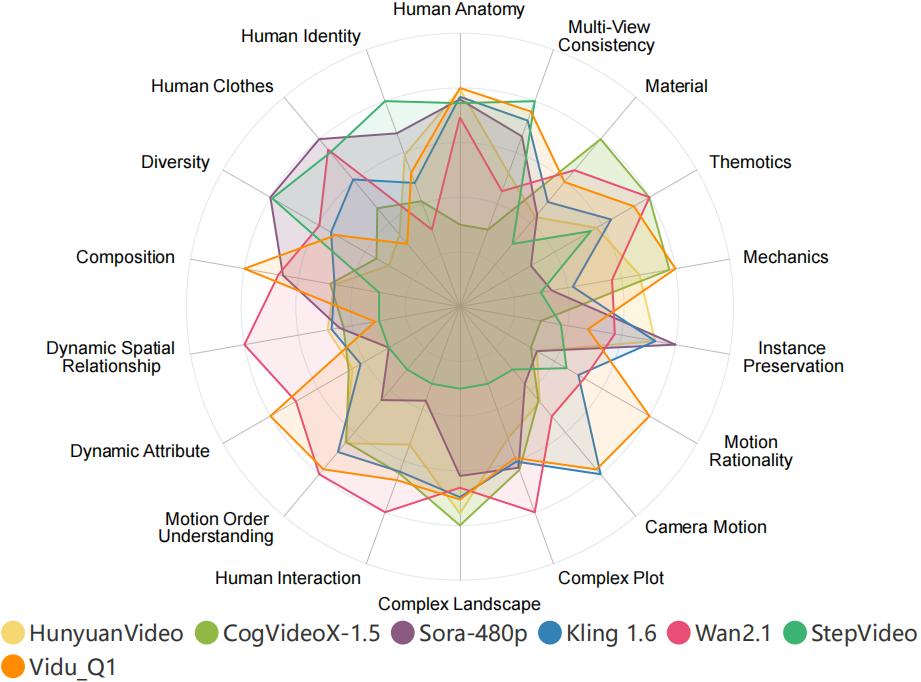 Human Anatomy
Multi-View
Consistency
Human Identity
Human Clothes
Material
Diversity
Themotics
Composition
Mechanics
Dynamic Spatial
Relationship
Instance
Preservation
Dynamic Attribute
Motion
Rationality
Motion Order
Understanding
Camera Motion
Human Interaction
Complex Plot
Complex Landscape
HunyuanVideo
CogVideoX-1.5
Sora-480p
Kling 1.6
Wan2.1
StepVideo
Vidu_Q1